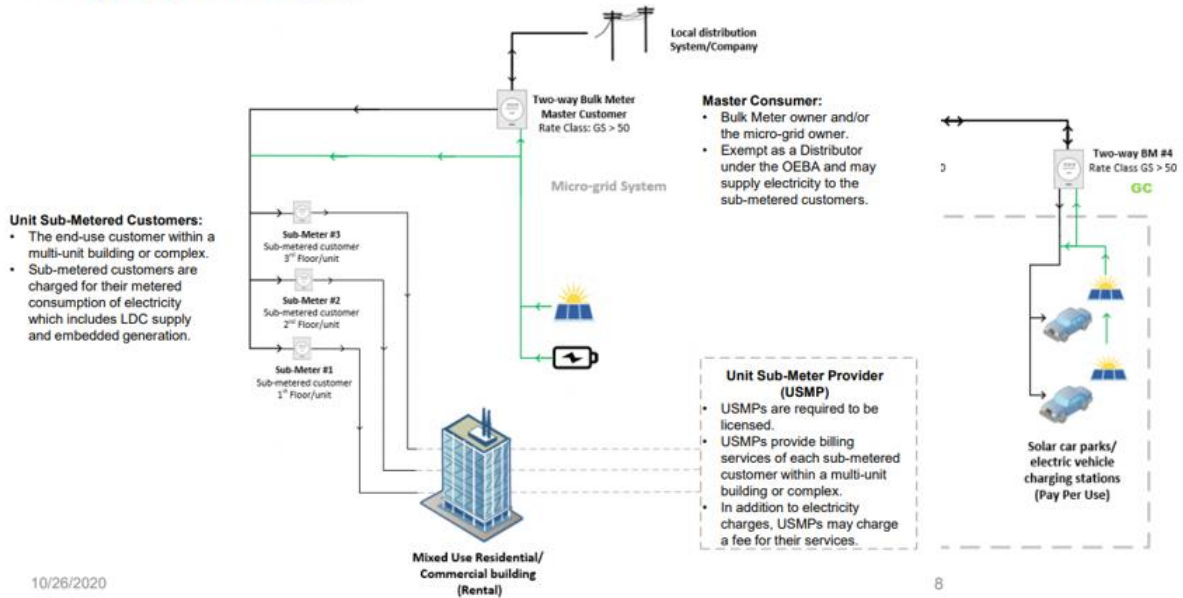 Local distribution
System/Company
Two-way Bulk Meter
Master Customer
Rate Class: GS > 50
Master Consumer:
• Bulk Meter owner and/or
the micro-grid owner.
• Exempt as a Distributor
under the OEBA and may
supply electricity to the
sub-metered customers.
Two-way BM #4
Rate Class GS > 50
GC
Micro-grid System
Unit Sub-Metered Customers:
• The end-use customer within a
multi-unit building or complex.
• Sub-metered customers are
charged for their metered
consumption of electricity
which includes LDC supply
and embedded generation.
Sub-Meter #3
Sub-metered customer
3rd Floor/unit
Sub-Meter #2
Sub-metered customer
2nd Floor/unit
Sub-Meter #1
Sub-metered customer
1st Floor/unit
Unit Sub-Meter Provider
(USMP)
• USMPs are required to be
licensed.
• USMPs provide billing
services of each sub-metered
customer within a multi-unit
building or complex.
• In addition to electricity
charges, USMPs may charge
a fee for their services.
Solar car parks/
electric vehicle
charging stations
(Pay Per Use)
Mixed Use Residential/
Commercial building
(Rental)
10/26/2020
8